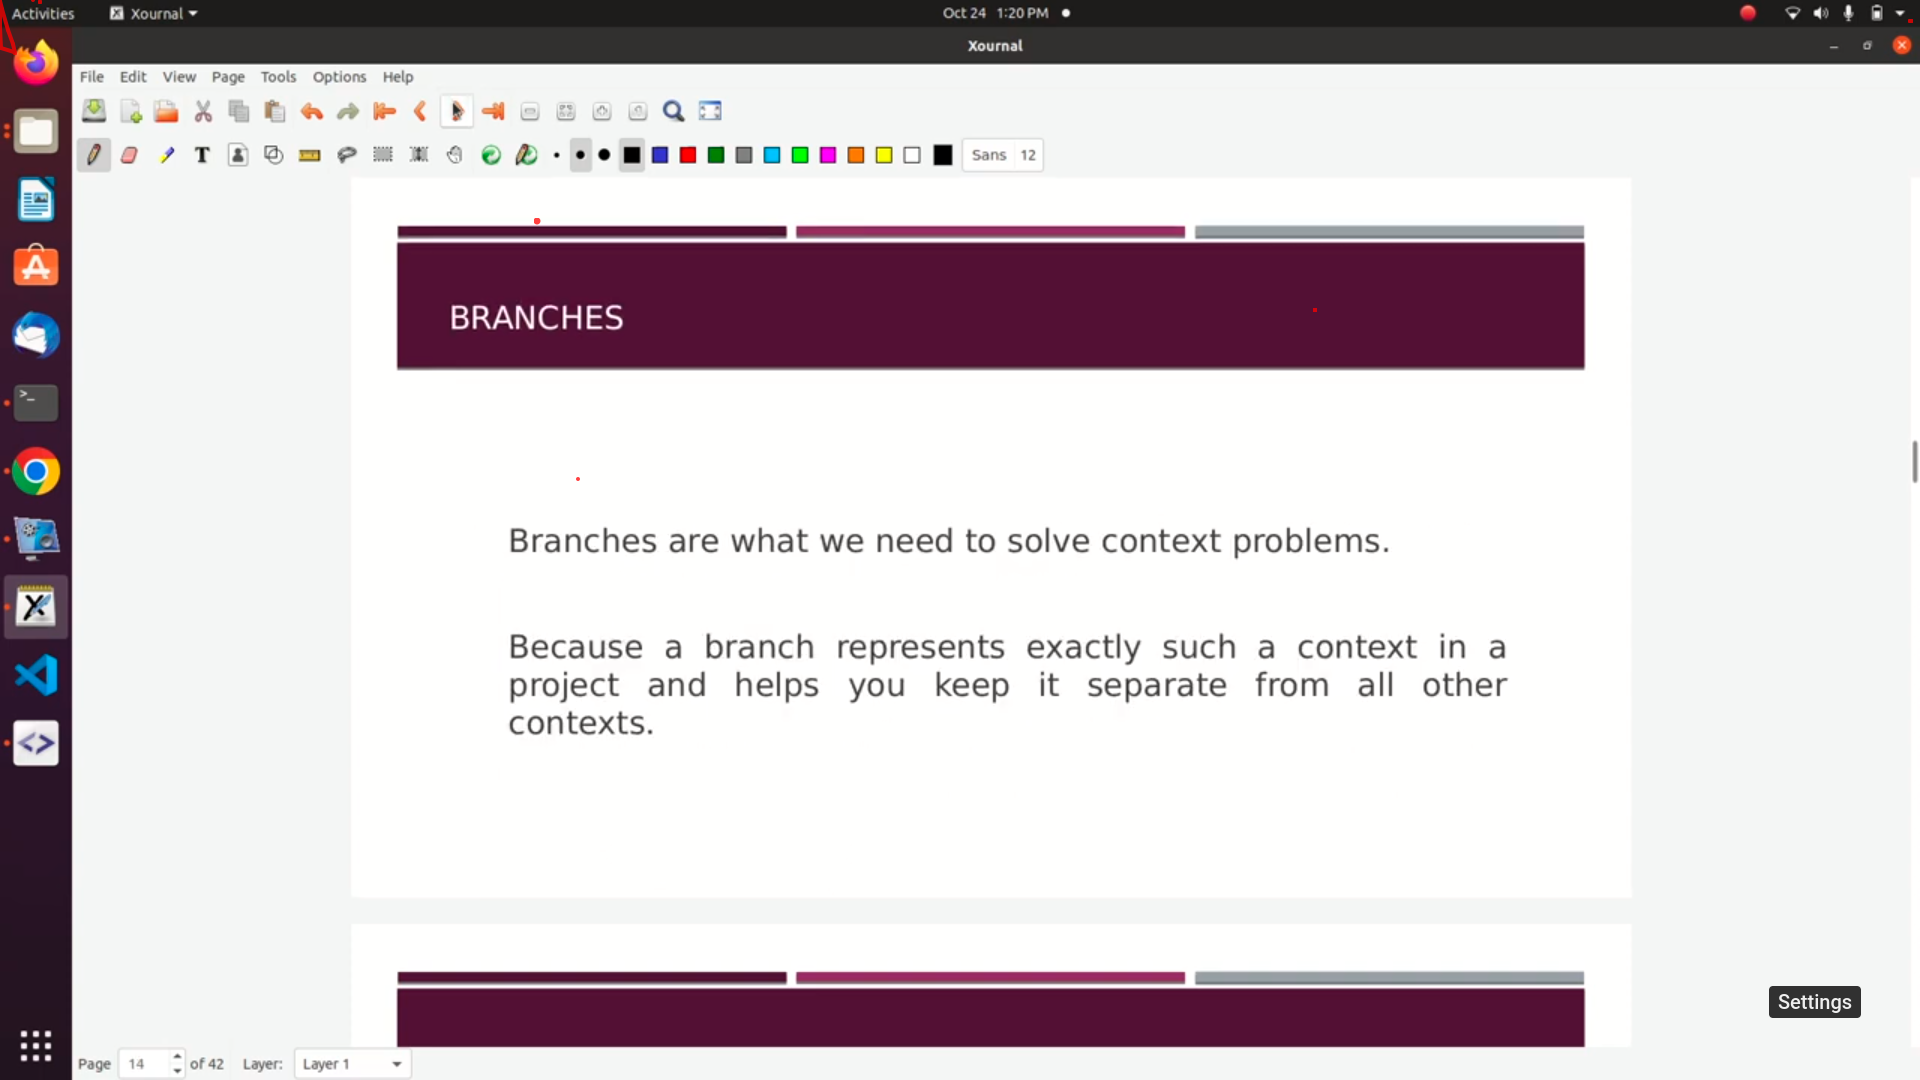 Activities
Xournal
Oct 24 1:20 PM
Xournal
File Edit View Page Tools Options Help
Sans 12
BRANCHES
Branches are what we need to solve context problems.
Because a branch represents exactly such a context in a
project and helps you keep it separate from all other
contexts.
Settings
Page 14 of 42 Layer: Layer 1